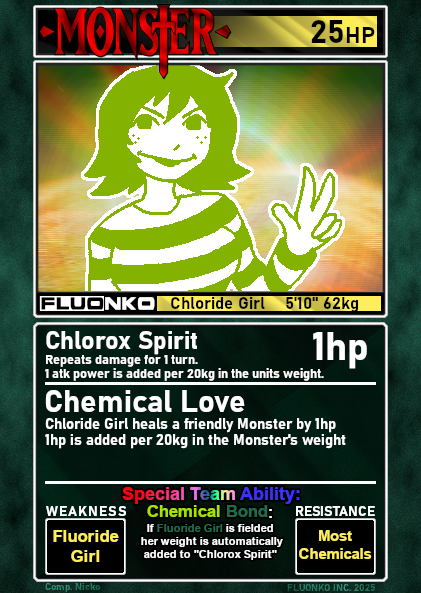 MONSTER
25HP
FLUONKO Chloride Girl 5'10" 62kg
Chlorox Spirit 1hp
Repeats damage for 1 turn.
1 atk power is added per 20kg in the units weight.
Chemical Love
Chloride Girl heals a friendly Monster by 1hp
1hp is added per 20kg in the Monster's weight
Special Team Ability:
Chemical Bond:
If Fluoride Girl is fielded
her weight is automatically
added to "Chlorox Spirit"
WEAKNESS
Fluoride
Girl
RESISTANCE
Most
Chemicals
Comp. Nicko
FLUONKO INC. 2025